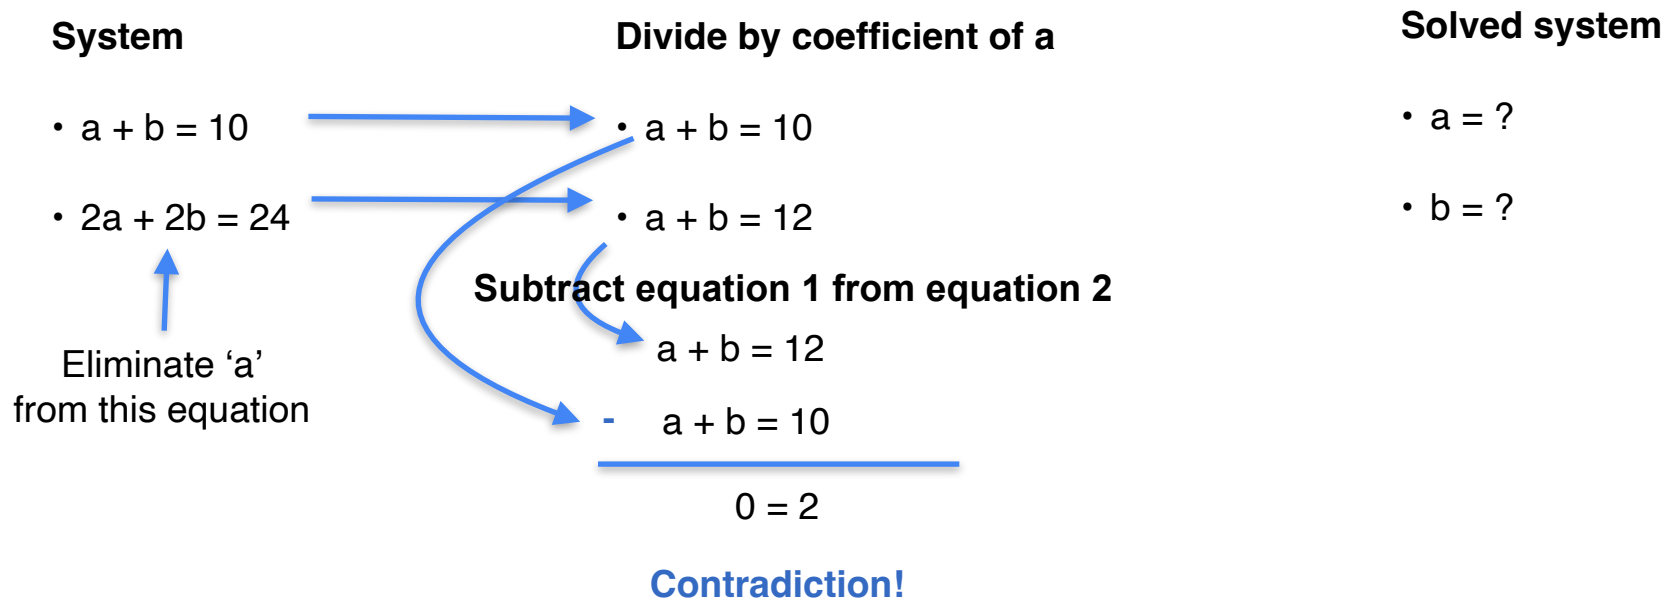 System
• a + b = 10
• 2a + 2b = 24
Eliminate ‘a’
from this equation
Divide by coefficient of a
• a + b = 10
• a + b = 12
Subtract equation 1 from equation 2
a + b = 12
- a + b = 10
0 = 2
Contradiction!
Solved system
• a = ?
• b = ?